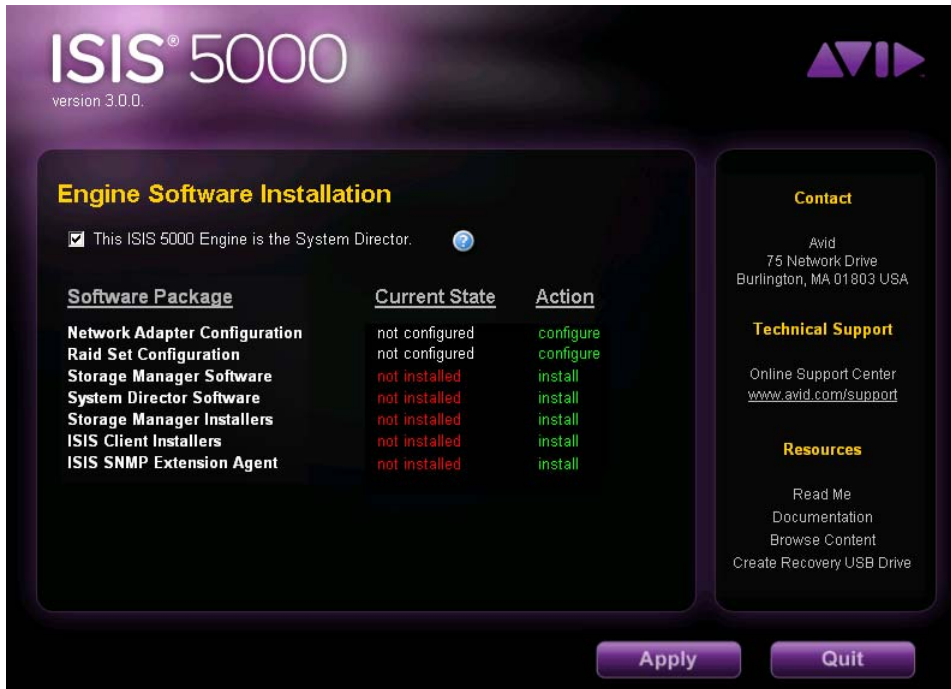 ISIS® 5000
AVID
version 3.0.0.
Engine Software Installation
This ISIS 5000 Engine is the System Director.
?
Software Package Current State Action
Network Adapter Configuration not configured configure
Raid Set Configuration not configured configure
Storage Manager Software not installed install
System Director Software not installed install
Storage Manager Installers not installed install
ISIS Client Installers not installed install
ISIS SNMP Extension Agent not installed install
Contact
Avid
75 Network Drive
Burlington, MA 01803 USA
Technical Support
Online Support Center
www.avid.com/support
Resources
Read Me
Documentation
Browse Content
Create Recovery USB Drive
Apply Quit